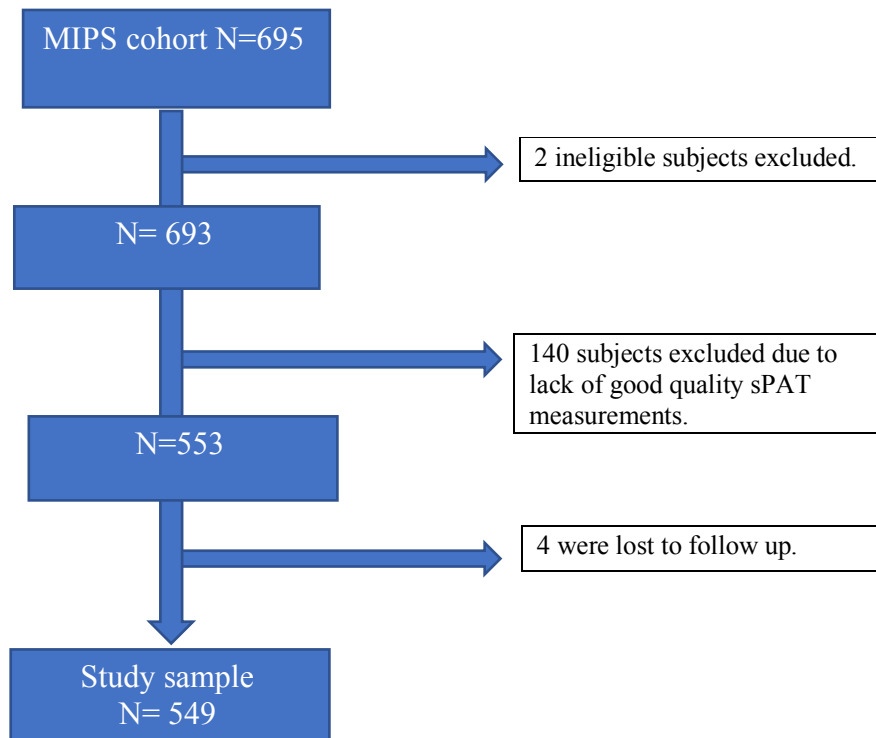 MIPS cohort N=695
2 ineligible subjects excluded.
N= 693
140 subjects excluded due to
lack of good quality sPAT
measurements.
N=553
4 were lost to follow up.
Study sample
N= 549